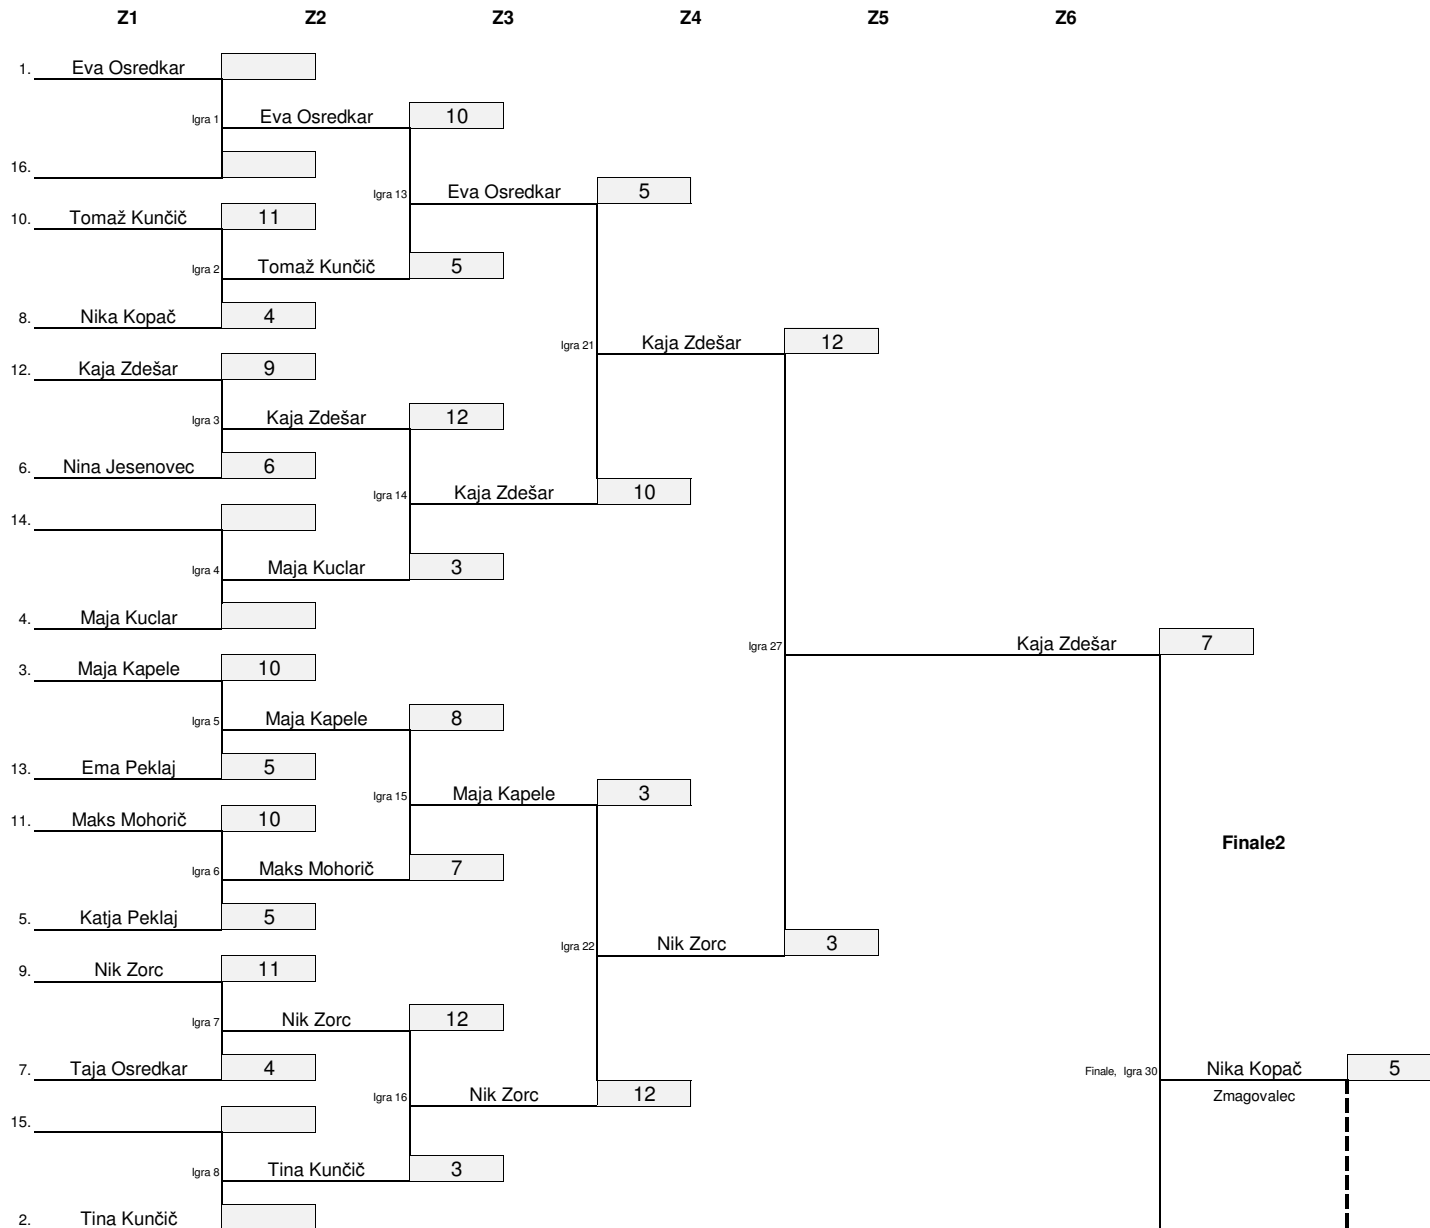 Z1 Z2 Z3 Z4 Z5 Z6
1. Eva Osredkar
Igra 1 Eva Osredkar 10
16.
Igra 13 Eva Osredkar 5
10. Tomaž Kunčič 11
Igra 2 Tomaž Kunčič 5
8. Nika Kopač 4
Igra 21 Kaja Zdešar 12
12. Kaja Zdešar 9
Igra 3 Kaja Zdešar 12
6. Nina Jesenovec 6
Igra 14 Kaja Zdešar 10
14.
Igra 4 Maja Kuclar 3
4. Maja Kuclar
Igra 27 Kaja Zdešar 7
3. Maja Kapele 10
Igra 5 Maja Kapele 8
13. Ema Peklaj 5
Igra 15 Maja Kapele 3
11. Maks Mohorič 10
Finale2
Igra 6 Maks Mohorič 7
5. Katja Peklaj 5
Igra 22 Nik Zorc 3
9. Nik Zorc 11
Igra 7 Nik Zorc 12
7. Taja Osredkar 4
Finale, Igra 30 Nika Kopač 5
Zmagovalec
Igra 16 Nik Zorc 12
15.
Igra 8 Tina Kunčič 3
2. Tina Kunčič